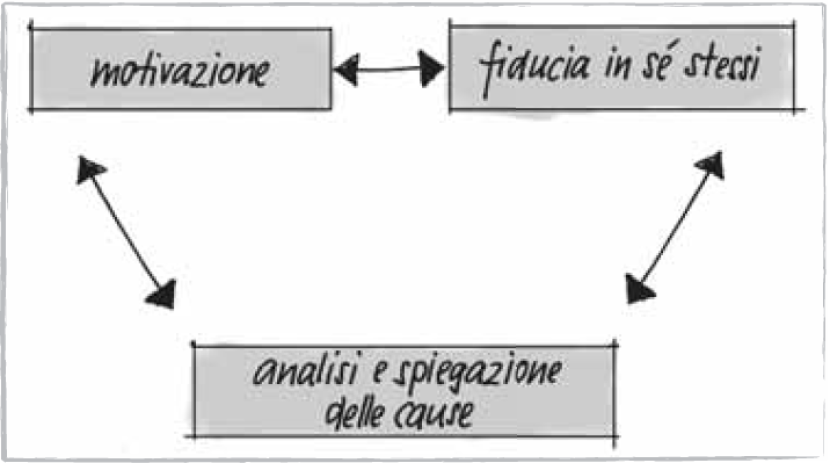 motivazione
fiducia in sé stessi
analisi e spiegazione
delle cause